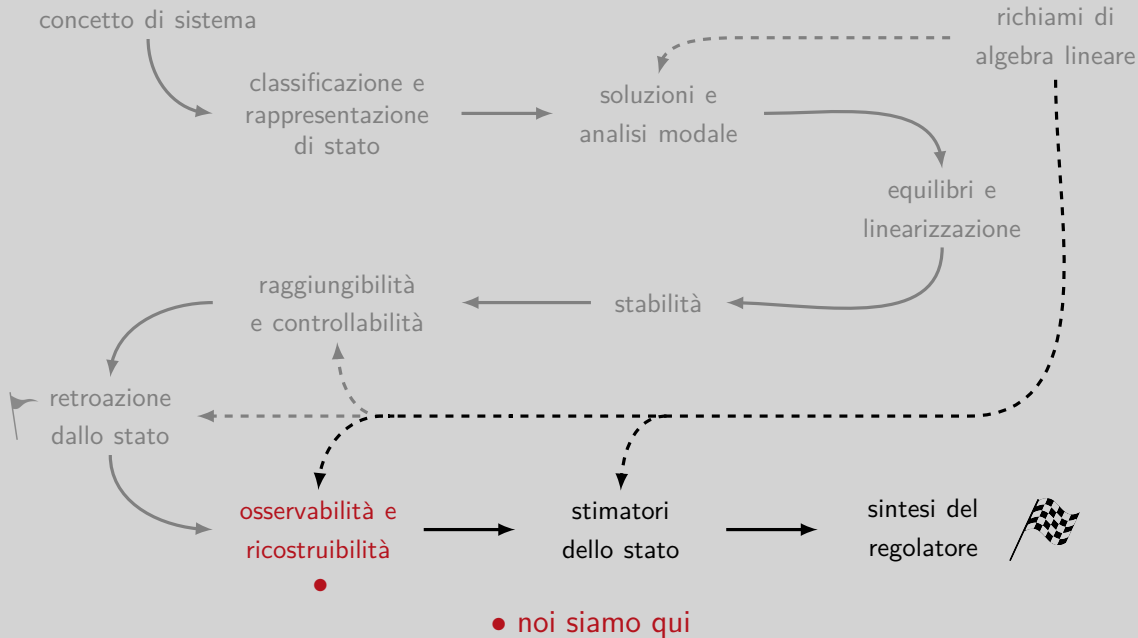 concetto di sistema
richiami di
algebra lineare
classificazione e
rappresentazione
di stato
soluzioni e
analisi modale
equilibri e
linearizzazione
raggiungibilità
e controllabilità
stabilità
retroazione
dallo stato
osservabilità e
ricostruibilità
stimatori
dello stato
sintesi del
regolatore
• noi siamo qui